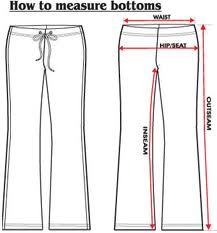 How to measure bottoms
WAIST
HIP/SEAT
INSEAM
OUTSEAM